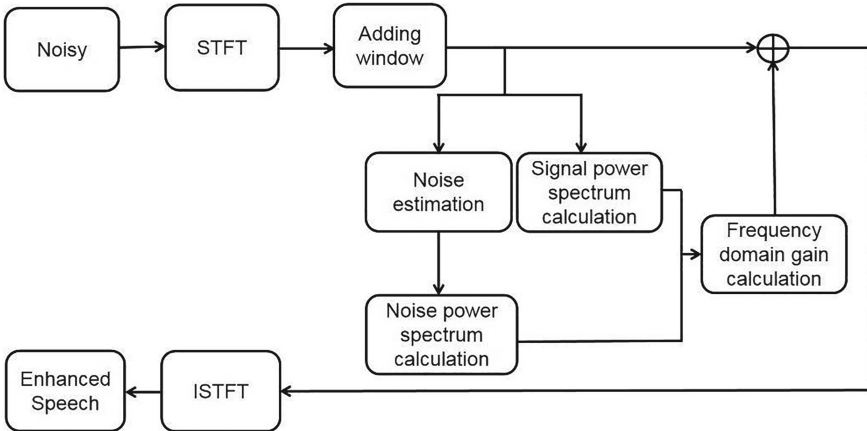 Noisy
STFT
Adding
window
Noise
estimation
Signal power
spectrum
calculation
Frequency
domain gain
calculation
Noise power
spectrum
calculation
Enhanced
Speech
ISTFT